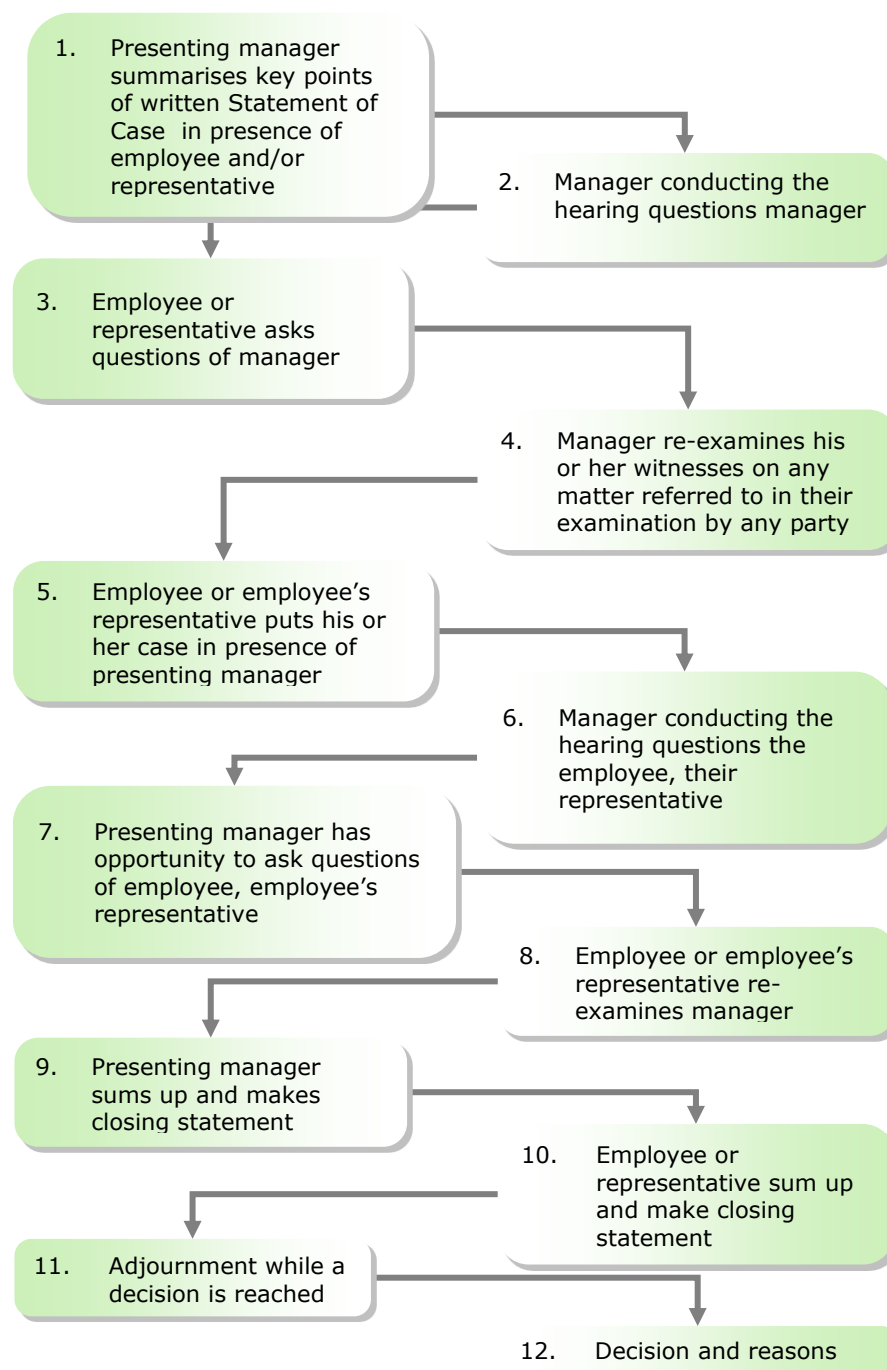 1. Presenting manager
summarises key points
of written Statement of
Case in presence of
employee and/or
representative
2. Manager conducting the
hearing questions manager
3. Employee or
representative asks
questions of manager
4. Manager re-examines his
or her witnesses on any
matter referred to in their
examination by any party
5. Employee or employee’s
representative puts his or
her case in presence of
presenting manager
6. Manager conducting the
hearing questions the
employee, their
representative
7. Presenting manager has
opportunity to ask questions
of employee, employee’s
representative
8. Employee or employee’s
representative re-
examines manager
9. Presenting manager
sums up and makes
closing statement
10. Employee or
representative sum up
and make closing
statement
11. Adjournment while a
decision is reached
12. Decision and reasons